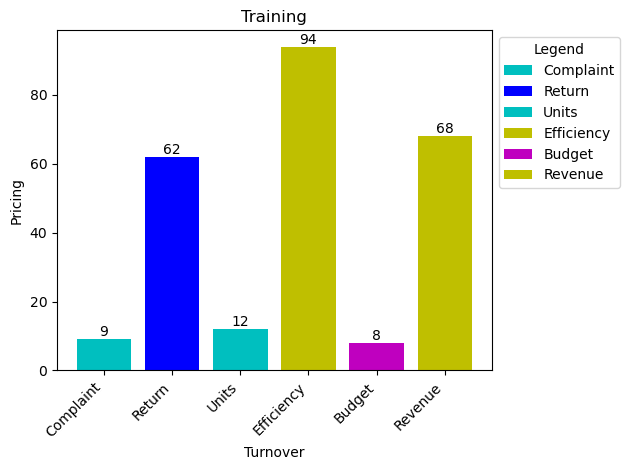 Training
94
68
62
12
9
8
80
60
40
20
0
Pricing
Complaint
Return
Units
Efficiency
Budget
Revenue
Turnover
Legend
Complaint
Return
Units
Efficiency
Budget
Revenue